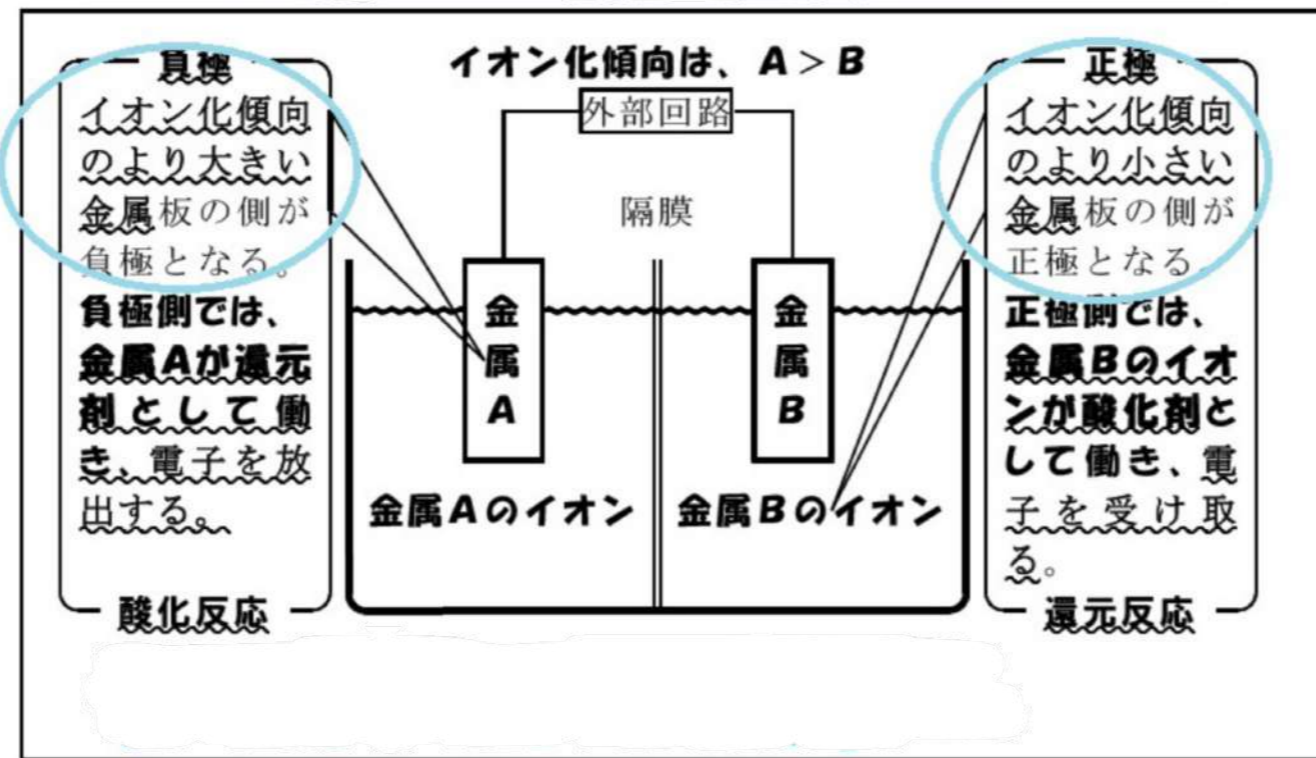 イオン化傾向は、A>B
負極
イオン化傾向
のより大きい
金属板の側が
負極となる。
負極側では、
金属Aが還元
剤として働
き、電子を放
出する。
酸化反応
外部回路
隔膜
金属A
金属B
金属Aのイオン
金属Bのイオン
正極
イオン化傾向
のより小さい
金属板の側が
正極となる。
正極側では、
金属Bのイオ
ンが酸化剤と
して働き、電
子を受け取
る。
還元反応